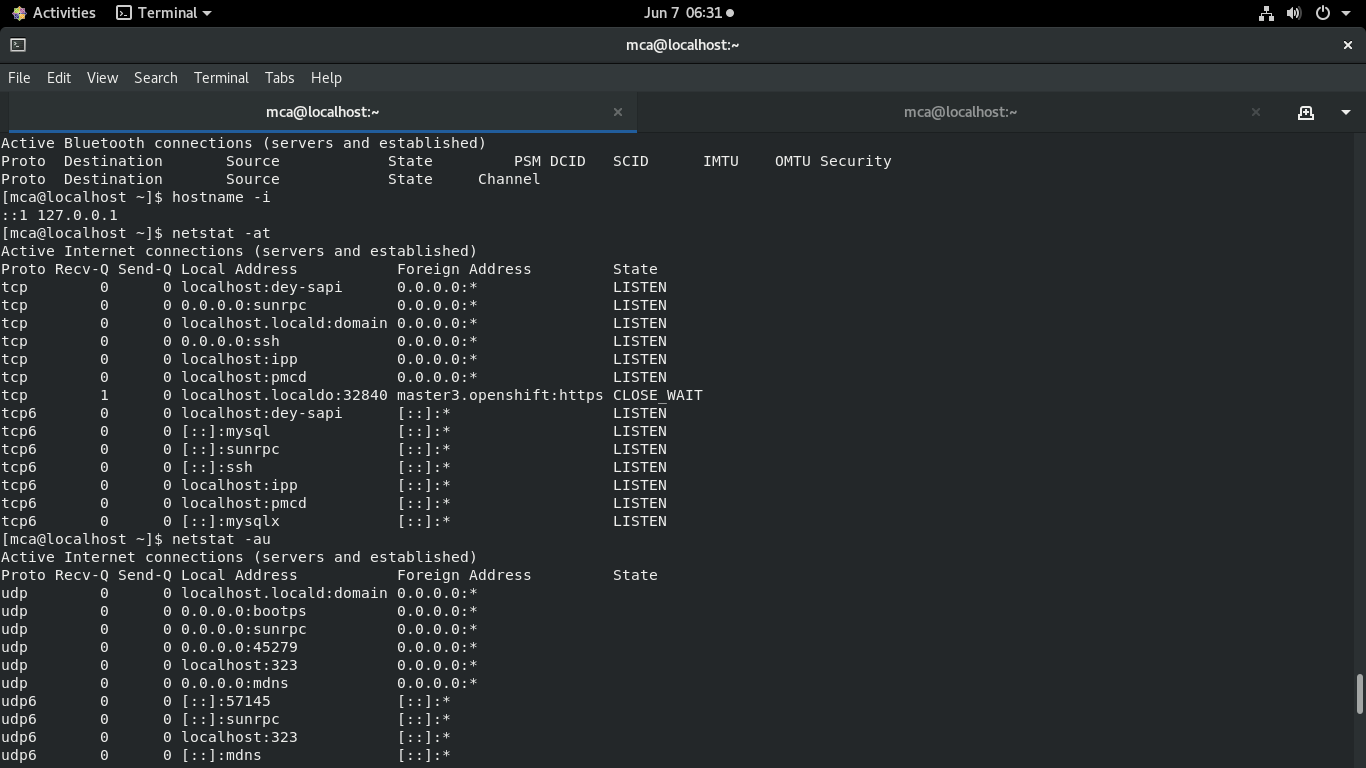 Activities Terminal Jun 7 06:31
mca@localhost:~
File Edit View Search Terminal Tabs Help
mca@localhost:~ mca@localhost:~
Active Bluetooth connections (servers and established)
Proto  Destination       Source            State         PSM DCID   SCID      IMTU    OMTU Security
Proto  Destination       Source            State     Channel
[mca@localhost ~]$ hostname -i
::1 127.0.0.1
[mca@localhost ~]$ netstat -at
Active Internet connections (servers and established)
Proto Recv-Q Send-Q Local Address           Foreign Address         State
tcp        0      0 localhost:dey-sapi      0.0.0.0:*               LISTEN
tcp        0      0 0.0.0.0:sunrpc          0.0.0.0:*               LISTEN
tcp        0      0 localhost.locald:domain 0.0.0.0:*               LISTEN
tcp        0      0 0.0.0.0:ssh             0.0.0.0:*               LISTEN
tcp        0      0 localhost:ipp           0.0.0.0:*               LISTEN
tcp        0      0 localhost:pmcd          0.0.0.0:*               LISTEN
tcp        1      0 localhost.localdo:32840 master3.openshift:https CLOSE_WAIT
tcp6       0      0 localhost:dey-sapi      [::]:*                  LISTEN
tcp6       0      0 [::]:mysql              [::]:*                  LISTEN
tcp6       0      0 [::]:sunrpc             [::]:*                  LISTEN
tcp6       0      0 [::]:ssh                [::]:*                  LISTEN
tcp6       0      0 localhost:ipp           [::]:*                  LISTEN
tcp6       0      0 localhost:pmcd          [::]:*                  LISTEN
tcp6       0      0 [::]:mysqlx             [::]:*                  LISTEN
[mca@localhost ~]$ netstat -au
Active Internet connections (servers and established)
Proto Recv-Q Send-Q Local Address           Foreign Address         State
udp        0      0 localhost.locald:domain 0.0.0.0:*
udp        0      0 0.0.0.0:bootps          0.0.0.0:*
udp        0      0 0.0.0.0:sunrpc          0.0.0.0:*
udp        0      0 0.0.0.0:45279           0.0.0.0:*
udp        0      0 localhost:323           0.0.0.0:*
udp        0      0 0.0.0.0:mdns            0.0.0.0:*
udp6       0      0 [::]:57145              [::]:*
udp6       0      0 [::]:sunrpc             [::]:*
udp6       0      0 localhost:323           [::]:*
udp6       0      0 [::]:mdns               [::]:*